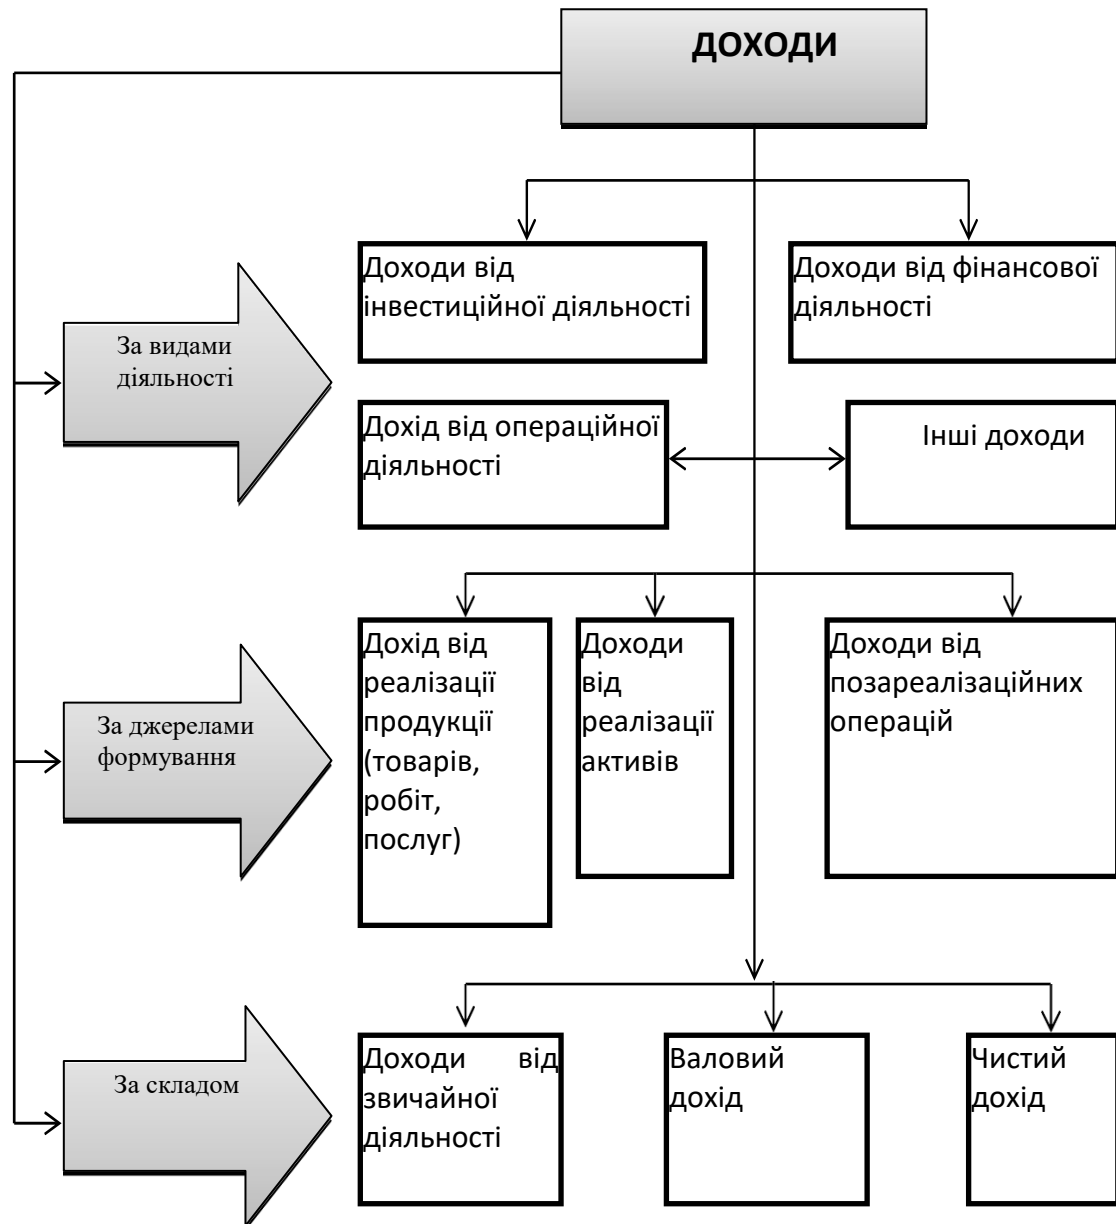 ДОХОДИ
Доходи від
інвестиційної діяльності
Доходи від фінансової
діяльності
За видами
діяльності
Дохід від операційної
діяльності
Інші доходи
За джерелами
формування
Дохід від
реалізації
продукції
(товарів,
робіт,
послуг)
Доходи
від
реалізації
активів
Доходи від
позареалізаційних
операцій
За складом
Доходи від
звичайної
діяльності
Валовий
дохід
Чистий
дохід